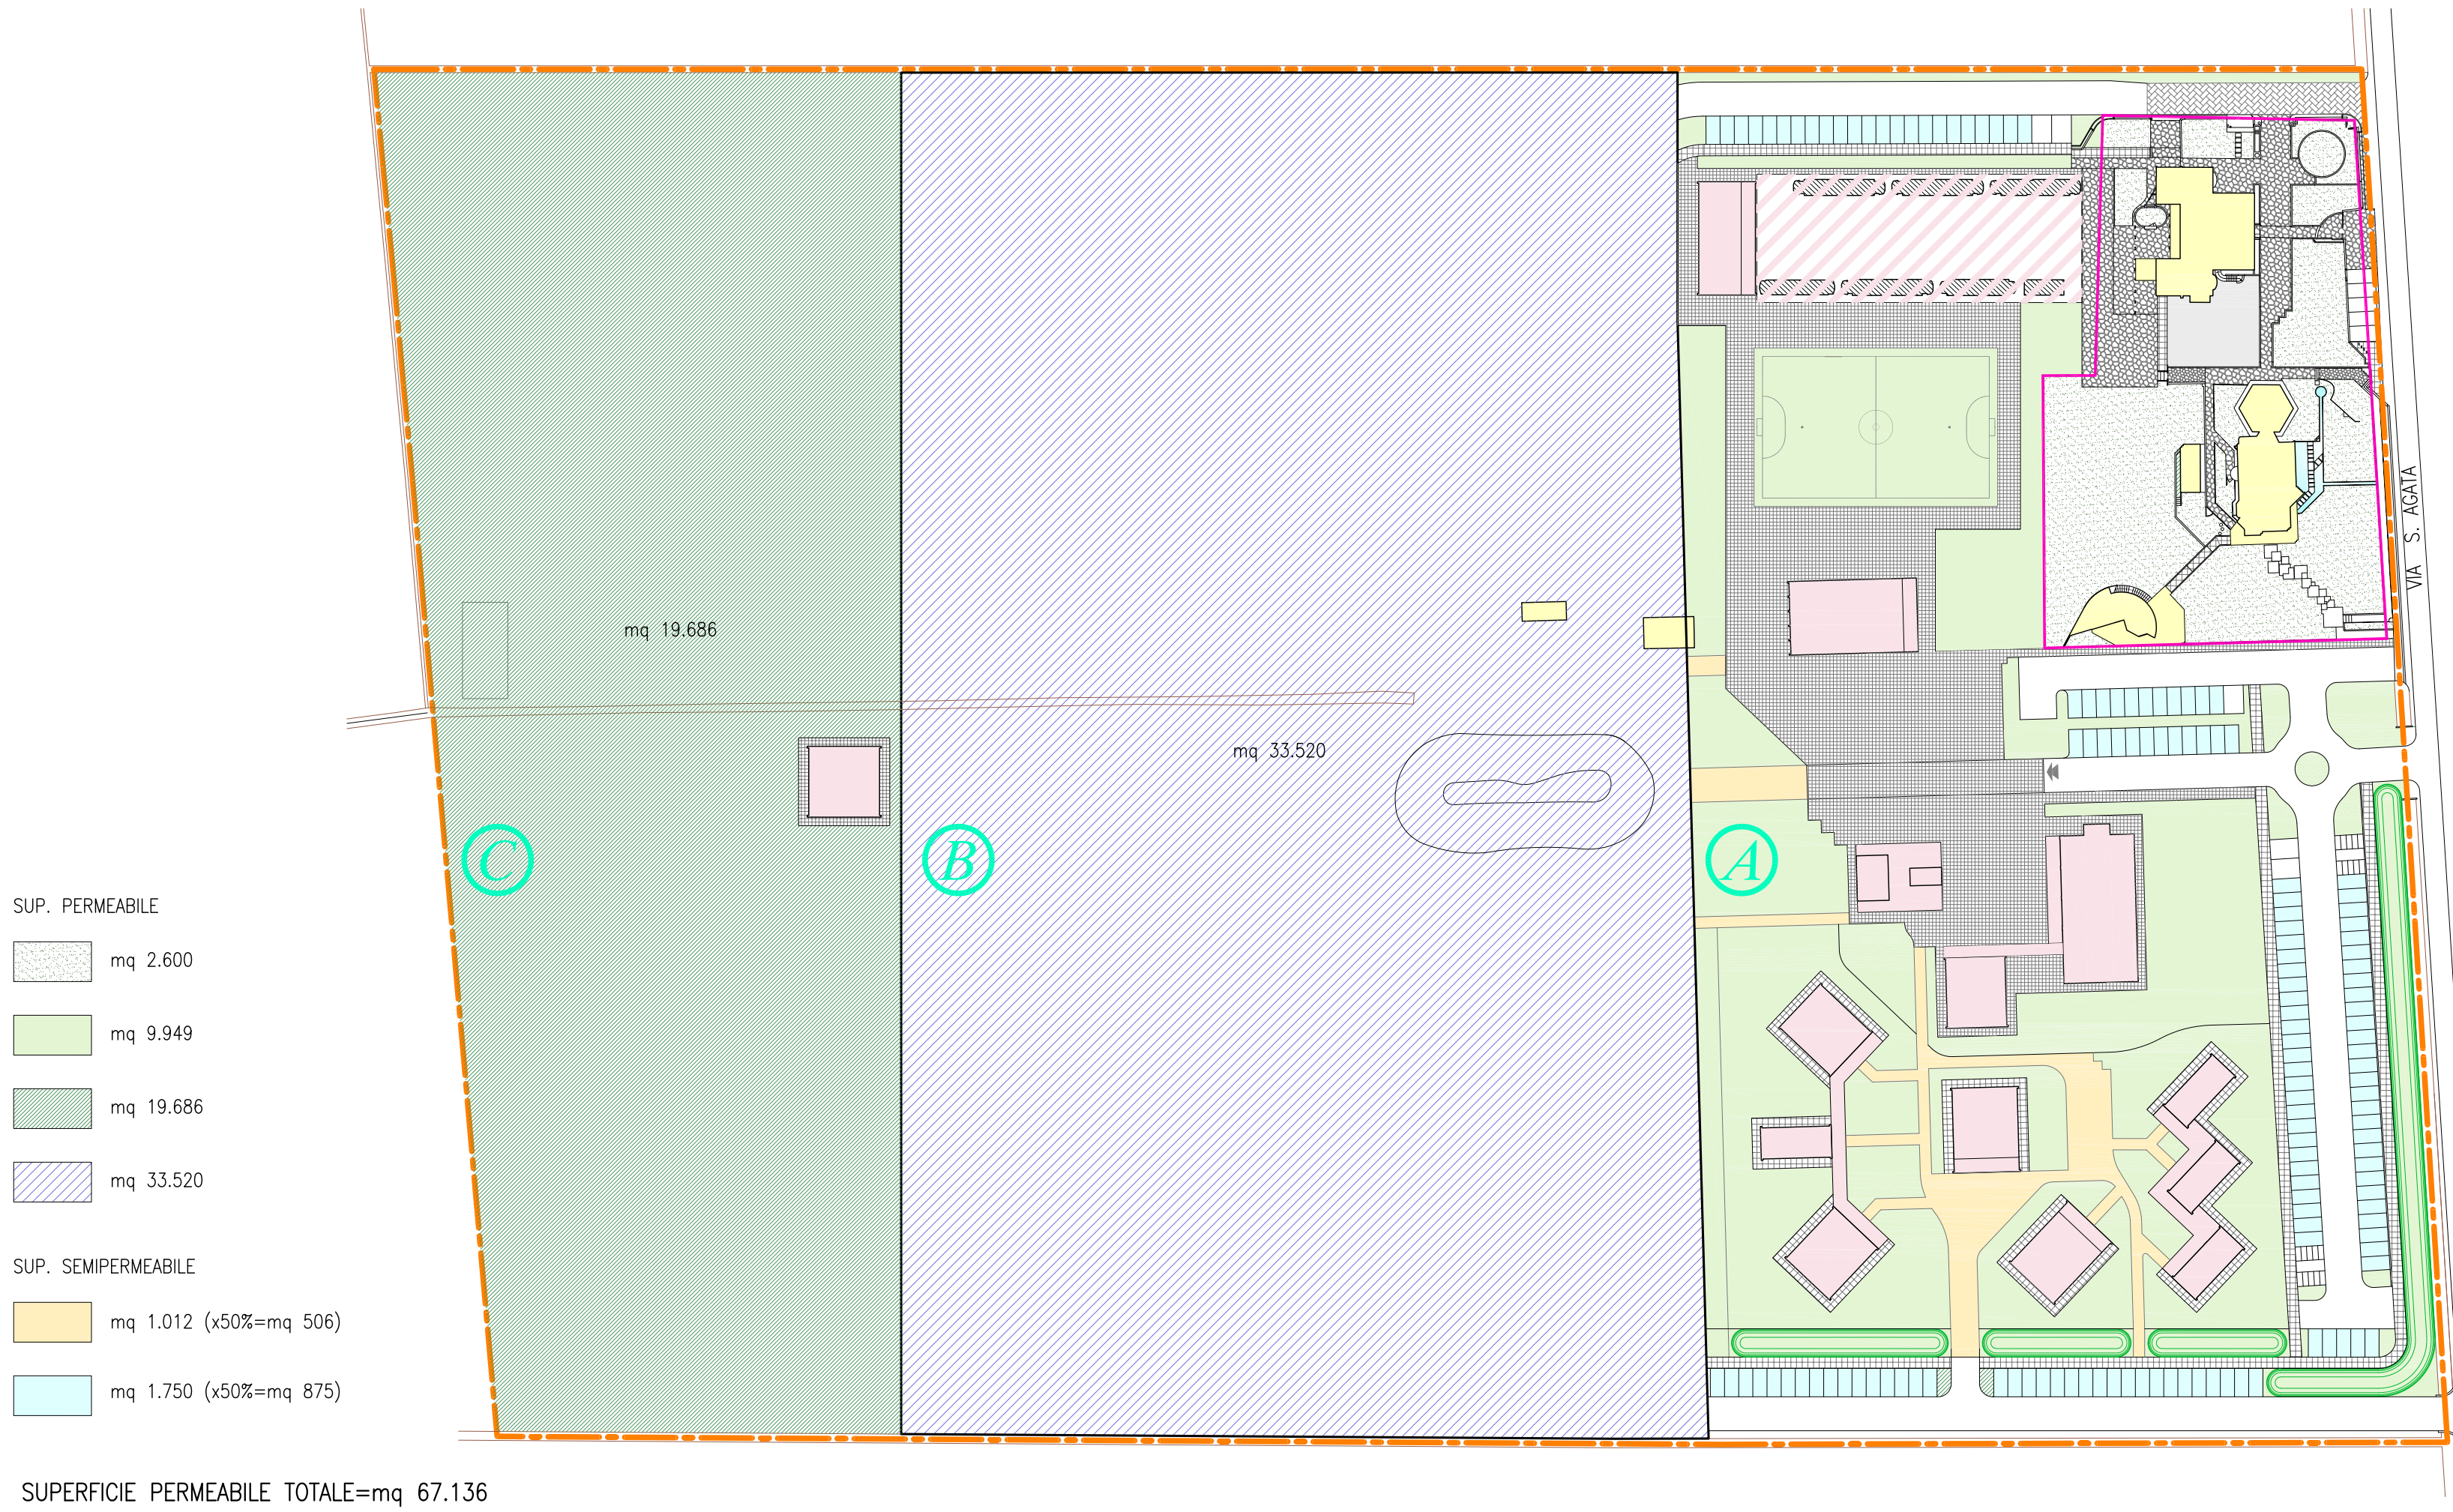 mq 19.686
VIA S. AGATA
mq 33.520
C
B
A
SUP. PERMEABILE
mq 2.600
mq 9.949
mq 19.686
mq 33.520
SUP. SEMIPERMEABILE
mq 1.012 (x50%=mq 506)
mq 1.750 (x50%=mq 875)
SUPERFICIE PERMEABILE TOTALE=mq 67.136